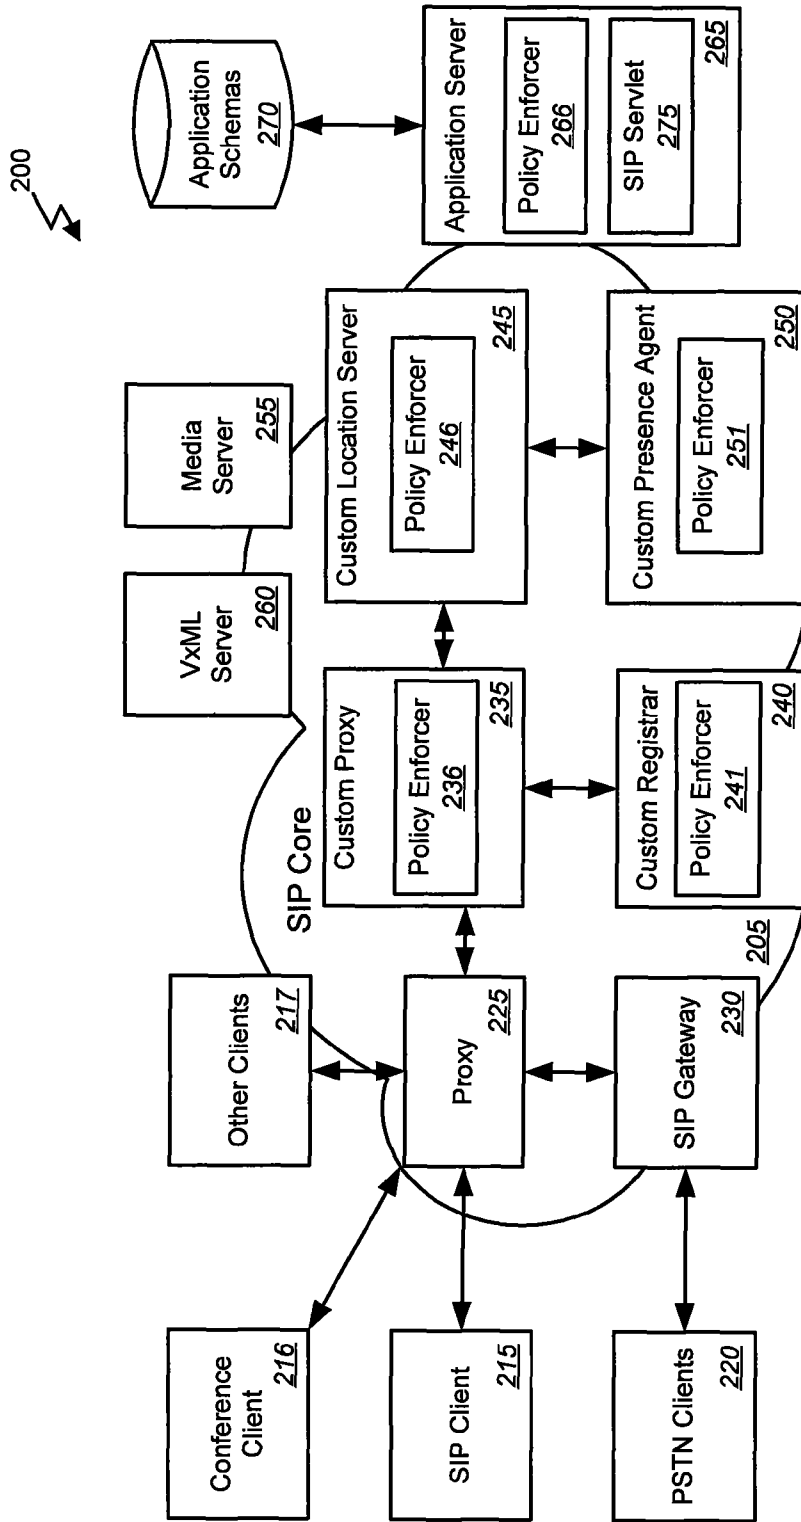 200
Application
Schemas
270
Media
Server
255
VxML
Server
260
Other Clients
217
Conference
Client
216
SIP Core
Application Server
Policy Enforcer
266
SIP Servlet
275
265
Custom Location Server
Policy Enforcer
246
245
Custom Proxy
Policy Enforcer
236
235
Proxy
225
SIP Client
215
Custom Presence Agent
Policy Enforcer
251
250
Custom Registrar
Policy Enforcer
241
240
205
SIP Gateway
230
PSTN Clients
220